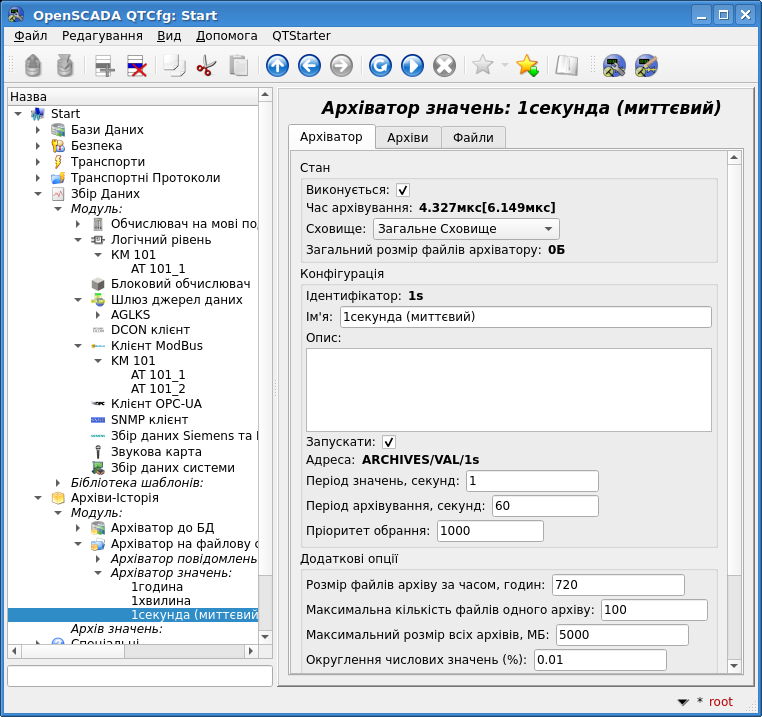 OpenSCADA QTCfg: Start
Файл Редагування Вид Допомога QTStarter
Назва
Start
Бази Даних
Безпека
Транспорти
Транспортні Протоколи
Збір Даних
Модуль:
Обчислювач на мові по
Логічний рівень
КМ 101
AT 101_1
Блоковий обчислювач
Шлюз джерел даних
AGLKS
DCON клієнт
Клієнт ModBus
KM 101
AT 101_1
AT 101_2
Клієнт OPC-UA
SNMP клієнт
Збір даних Siemens та
Звукова карта
Збір даних системи
Бібліотека шаблонів:
Архіви-Історія
Модуль:
Архіватор до БД
Архіватор на файлову с
Архіватор повідомлень
Архіватор значень:
1година
1хвилина
1секунда (миттєвий
Архів значень:
Спеціальні
Архіватор значень: 1секунда (миттєвий)
Архіватор Архіви Файли
Стан
Виконується:
Час архівування: 4.327мкс[6.149мкс]
Сховище: Загальне Сховище
Загальний розмір файлів архіватору: 0Б
Конфігурація
Ідентифікатор: 1s
Ім'я: 1секунда (миттєвий)
Опис:
Запускати:
Адреса: ARCHIVES/VAL/1s
Період значень, секунд: 1
Період архівування, секунд: 60
Пріоритет обрання: 1000
Додаткові опції
Розмір файлів архіву за часом, годин: 720
Максимальна кількість файлів одного архіву: 100
Максимальний розмір всіх архівів, МБ: 5000
Округлення числових значень (%): 0.01
* root